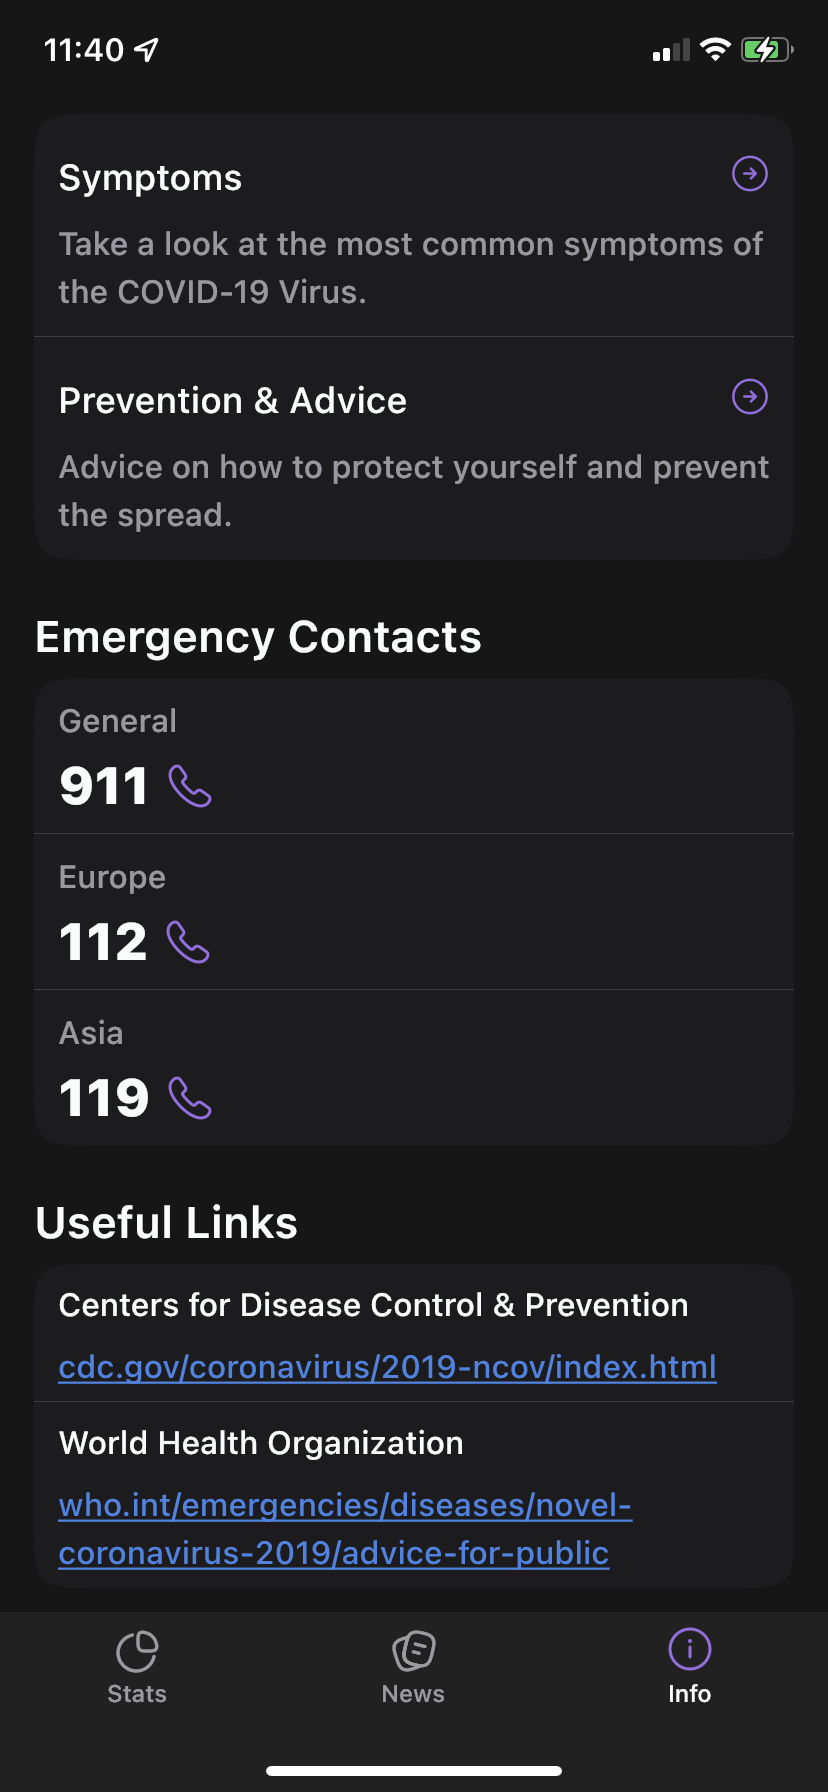 11:40
Symptoms
Take a look at the most common symptoms of
the COVID-19 Virus.
Prevention & Advice
Advice on how to protect yourself and prevent
the spread.
Emergency Contacts
General
911
Europe
112
Asia
119
Useful Links
Centers for Disease Control & Prevention
cdc.gov/coronavirus/2019-ncov/index.html
World Health Organization
who.int/emergencies/diseases/novel-
coronavirus-2019/advice-for-public
Stats
News
Info